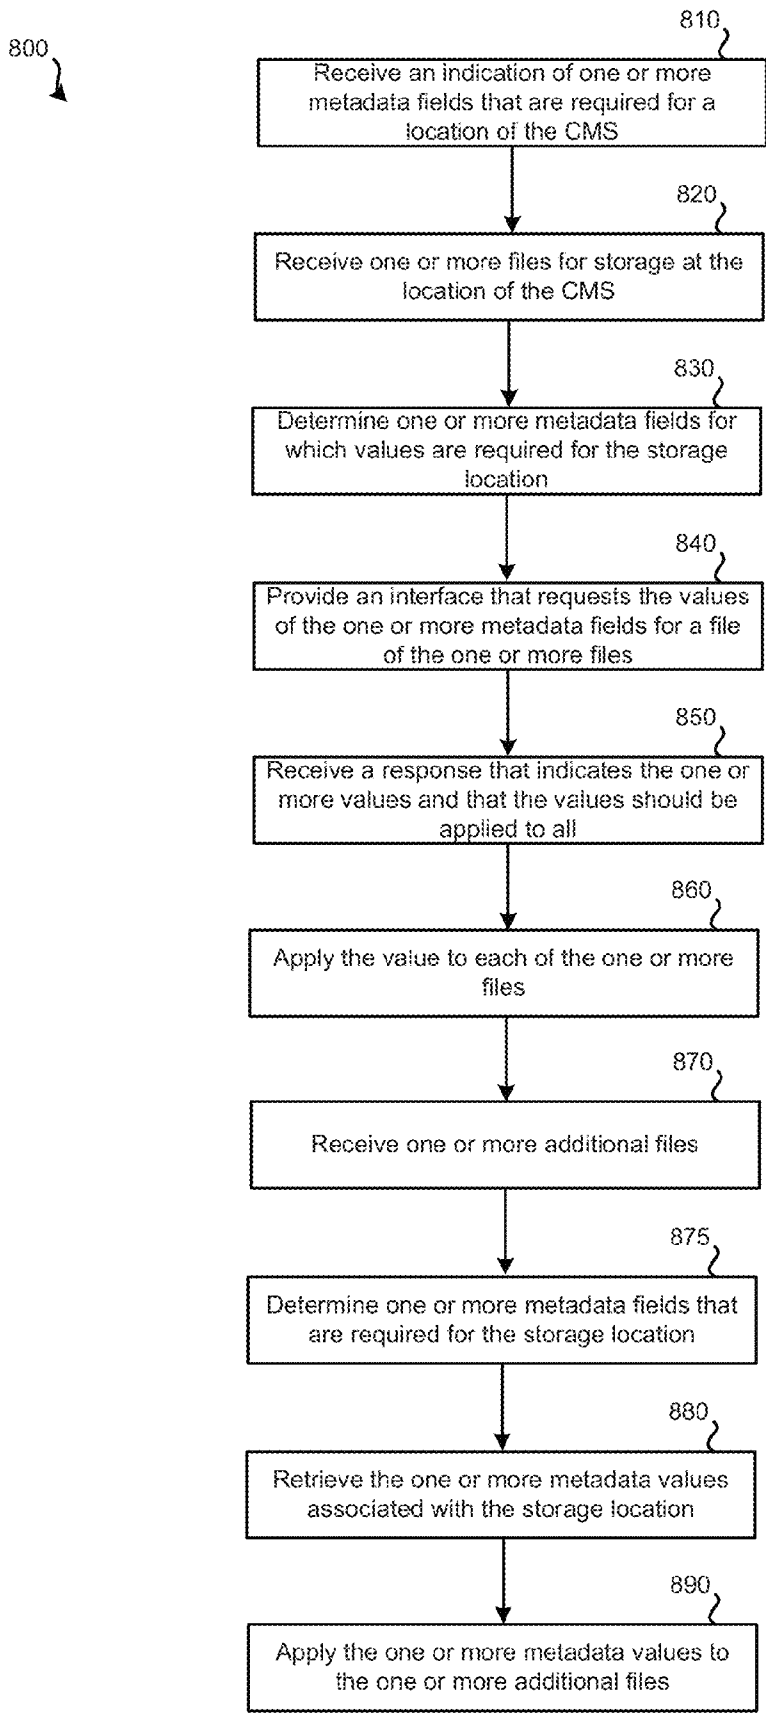 800
810
Receive an indication of one or more
metadata fields that are required for a
location of the CMS
820
Receive one or more files for storage at the
location of the CMS
830
Determine one or more metadata fields for
which values are required for the storage
location
840
Provide an interface that requests the values
of the one or more metadata fields for a file
of the one or more files
850
Receive a response that indicates the one or
more values and that the values should be
applied to all
860
Apply the value to each of the one or more
files
870
Receive one or more additional files
875
Determine one or more metadata fields that
are required for the storage location
880
Retrieve the one or more metadata values
associated with the storage location
890
Apply the one or more metadata values to
the one or more additional files